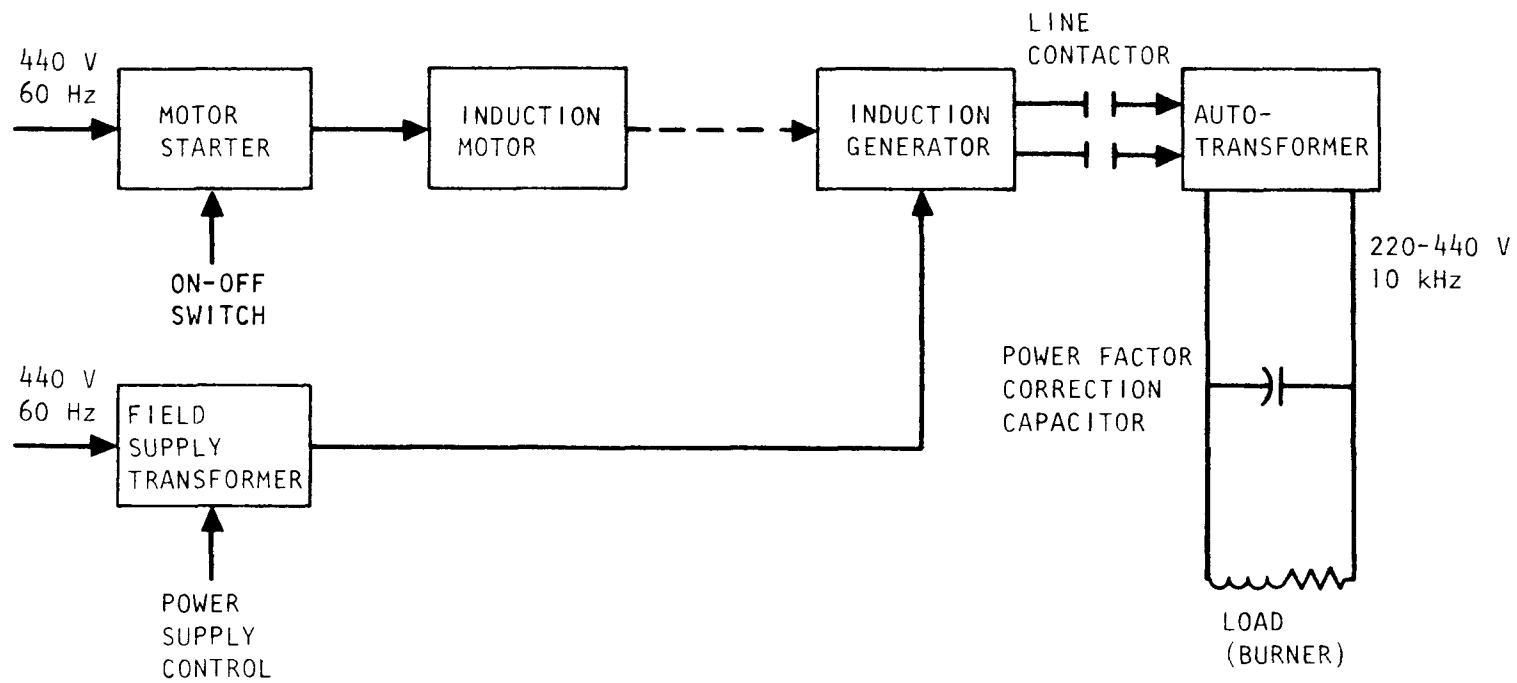 LINE
CONTACTOR
440 V
60 Hz
MOTOR
STARTER
INDUCTION
MOTOR
INDUCTION
GENERATOR
AUTO-
TRANSFORMER
ON-OFF
SWITCH
220-440 V
10 kHz
POWER FACTOR
CORRECTION
CAPACITOR
440 V
60 Hz
FIELD
SUPPLY
TRANSFORMER
POWER
SUPPLY
CONTROL
LOAD
(BURNER)